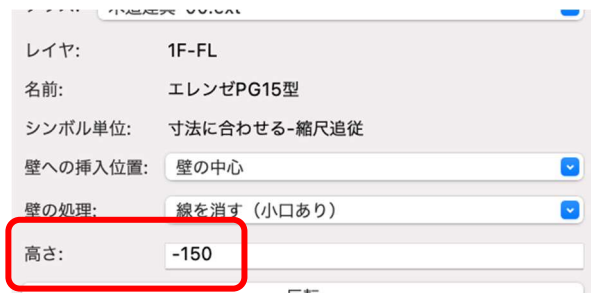 レイヤ: 1F-FL
名前: エレンゼPG15型
シンボル単位: 寸法に合わせる-縮尺追従
壁への挿入位置: 壁の中心
壁の処理: 線を消す（小口あり）
高さ: -150